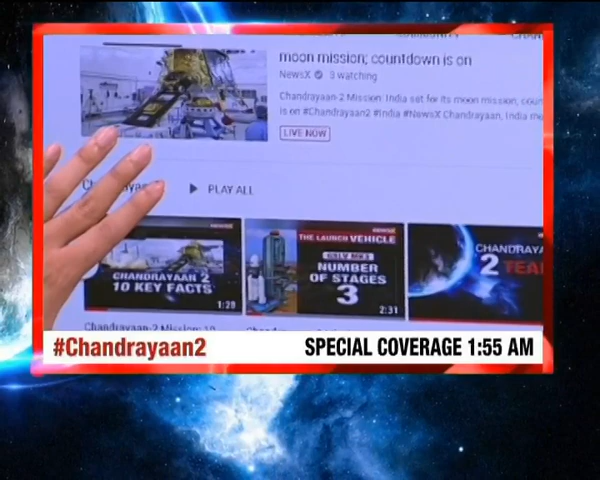 moon mission; countdown is on
NewsX 3 watching
Chandrayaan-2 Mission: India set for its moon mission, coun
is on #Chandrayaan2 #India #NewsX Chandrayaan, India me
LIVE NOW
PLAY ALL
CHANDRAYAAN 2
10 KEY FACTS
1:29
THE LAUNCH VEHICLE
GSLV MK3
NUMBER
OF STAGES
3
2:31
CHANDRAYA
2 TEA
Chandrayaan-2 Mission: 10
#Chandrayaan2
SPECIAL COVERAGE 1:55 AM